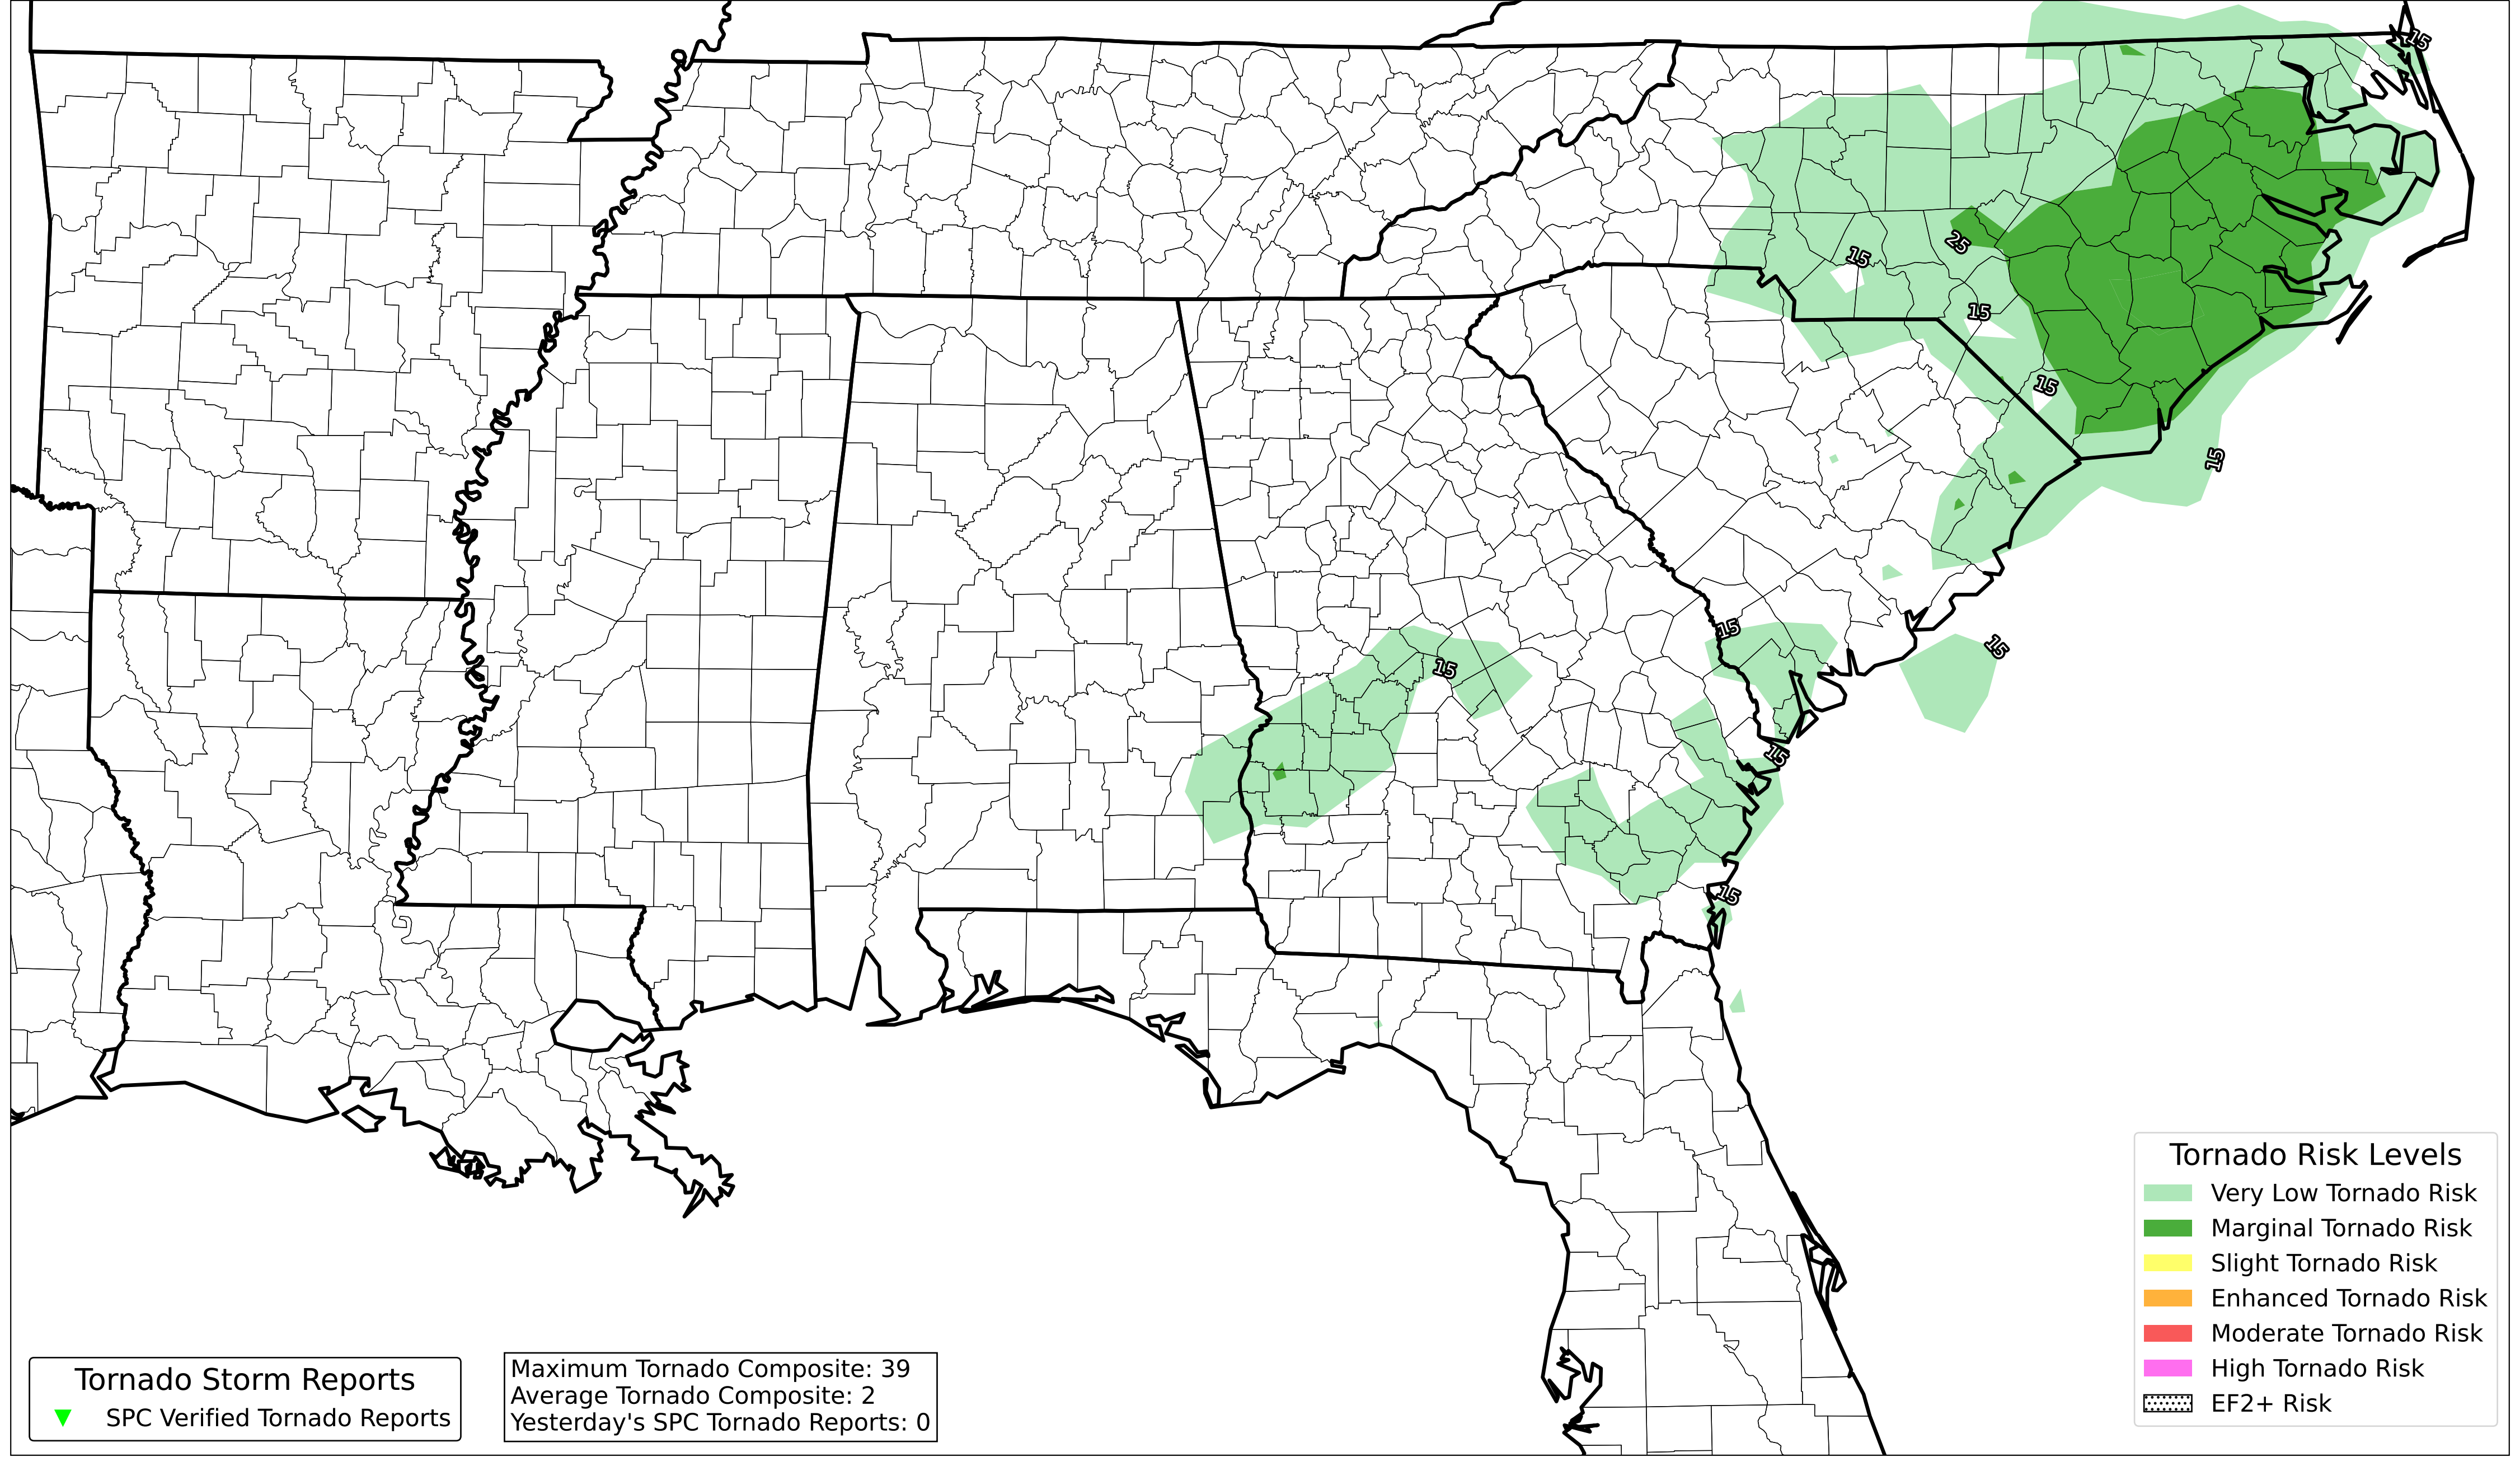 15
15
25
15
15
15
15
15
15
15
15
Tornado Risk Levels
Very Low Tornado Risk
Marginal Tornado Risk
Slight Tornado Risk
Enhanced Tornado Risk
Moderate Tornado Risk
High Tornado Risk
EF2+ Risk
Tornado Storm Reports
SPC Verified Tornado Reports
Maximum Tornado Composite: 39
Average Tornado Composite: 2
Yesterday's SPC Tornado Reports: 0